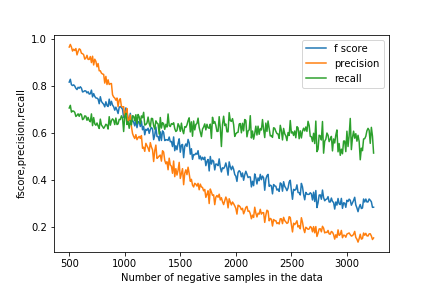 1.0
0.8
0.6
0.4
0.2
fscore,precision,recall
f score
precision
recall
500 1000 1500 2000 2500 3000
Number of negative samples in the data